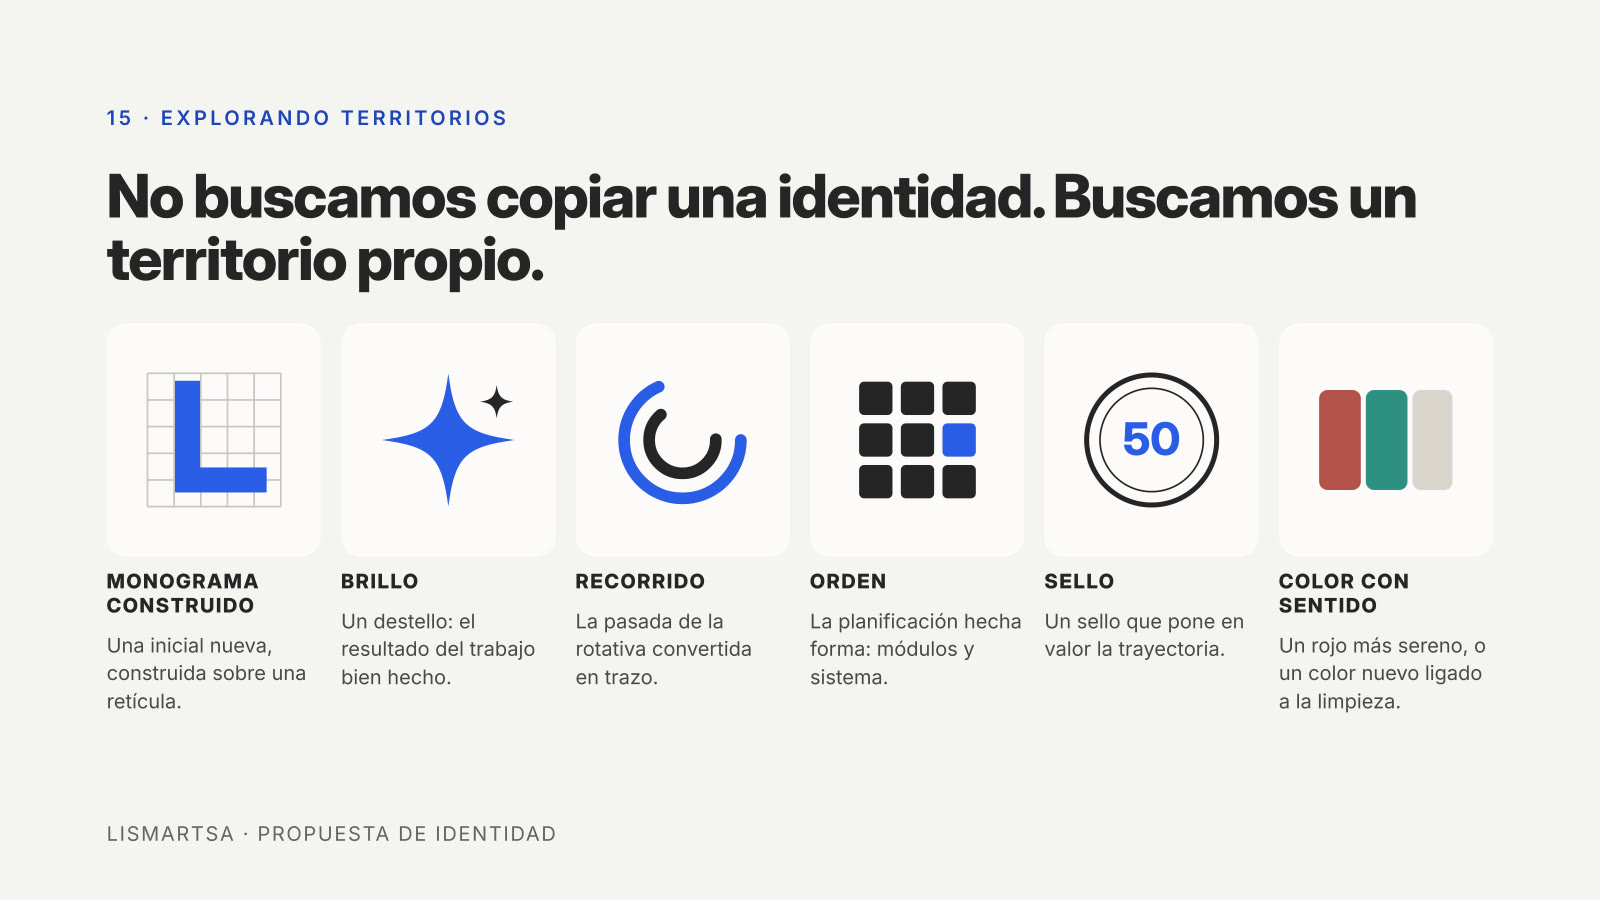 15 · EXPLORANDO TERRITORIOS
No buscamos copiar una identidad. Buscamos un
territorio propio.
50
MONOGRAMA
CONSTRUIDO
Una inicial nueva,
construida sobre una
retícula.
BRILLO
Un destello: el
resultado del trabajo
bien hecho.
RECORRIDO
La pasada de la
rotativa convertida
en trazo.
ORDEN
La planificación hecha
forma: módulos y
sistema.
SELLO
Un sello que pone en
valor la trayectoria.
COLOR CON
SENTIDO
Un rojo más sereno, o
un color nuevo ligado
a la limpieza.
LISMARTSA · PROPUESTA DE IDENTIDAD